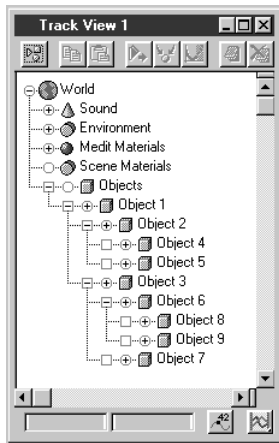 Track View 1
World
Sound
Environment
Medit Materials
Scene Materials
Objects
Object 1
Object 2
Object 4
Object 5
Object 3
Object 6
Object 8
Object 9
Object 7
42